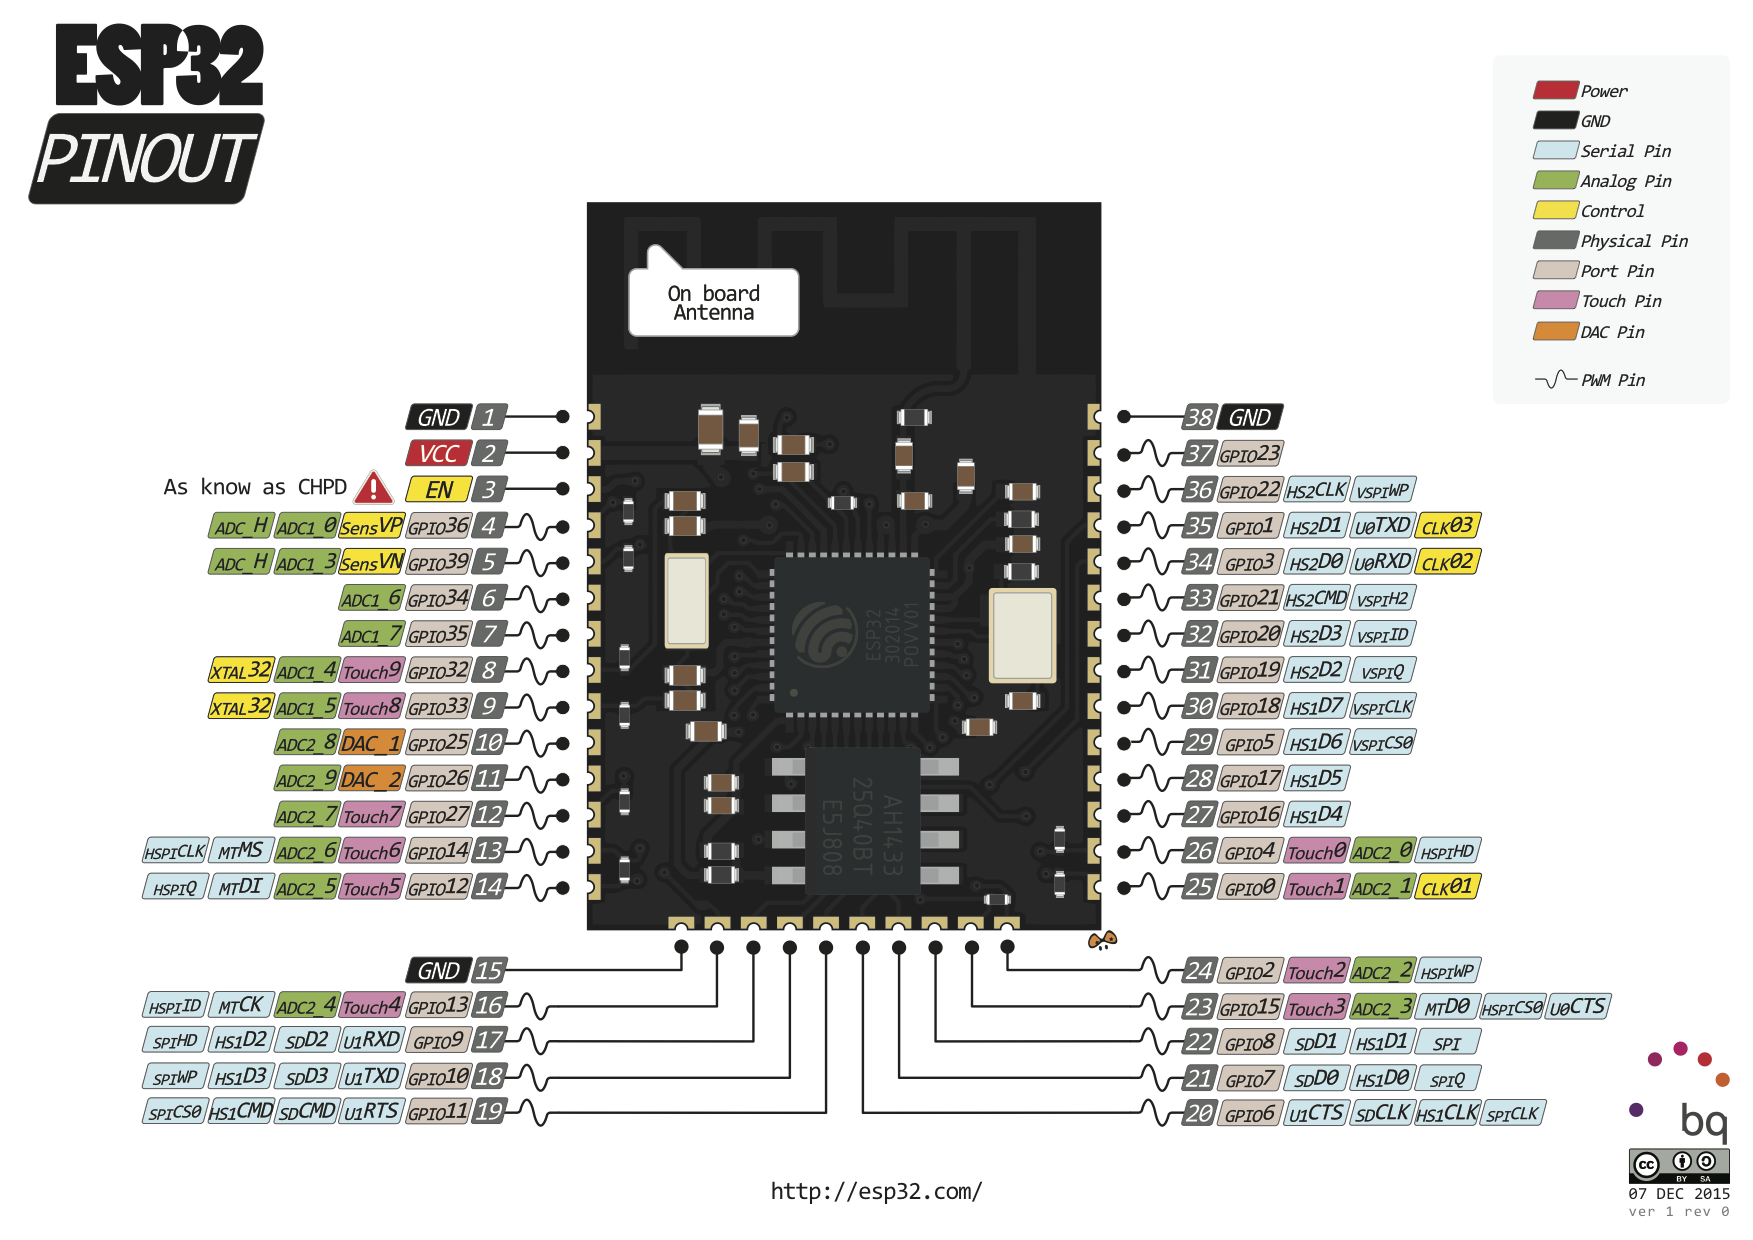 ESP32
PINOUT
Power
GND
Serial Pin
Analog Pin
Control
Physical Pin
Port Pin
Touch Pin
DAC Pin
PWM Pin
On board
Antenna
GND 1
VCC 2
As know as CHPD EN 3
ADC_H ADC1_0 SensVP GPIO36 4
ADC_H ADC1_3 SensVN GPIO39 5
ADC1_6 GPIO34 6
ADC1_7 GPIO35 7
XTAL32 ADC1_4 Touch9 GPIO32 8
XTAL32 ADC1_5 Touch8 GPIO33 9
ADC2_8 DAC_1 GPIO25 10
ADC2_9 DAC_2 GPIO26 11
ADC2_7 Touch7 GPIO27 12
HSPICLK MTMS ADC2_6 Touch6 GPIO14 13
HSPIQ MTDI ADC2_5 Touch5 GPIO12 14
GND 15
HSPIID MTCK ADC2_4 Touch4 GPIO13 16
SPIHD HS1D2 SDD2 U1RXD GPIO9 17
SPIWP HS1D3 SDD3 U1TXD GPIO10 18
SPICS0 HS1CMD SDCMD U1RTS GPIO11 19
ESP32
302014
P0VV01
AH1433
25Q40BT
E5J808
38 GND
37 GPIO23
36 GPIO22 HS2CLK VSPIWP
35 GPIO1 HS2D1 U0TXD CLK03
34 GPIO3 HS2D0 U0RXD CLK02
33 GPIO21 HS2CMD VSPIH2
32 GPIO20 HS2D3 VSPIID
31 GPIO19 HS2D2 VSPIQ
30 GPIO18 HS1D7 VSPICLK
29 GPIO5 HS1D6 VSPICS0
28 GPIO17 HS1D5
27 GPIO16 HS1D4
26 GPIO4 Touch0 ADC2_0 HSPIHD
25 GPIO0 Touch1 ADC2_1 CLK01
24 GPIO2 Touch2 ADC2_2 HSPIWP
23 GPIO15 Touch3 ADC2_3 MTD0 HSPICS0 U0CTS
22 GPIO8 SDD1 HS1D1 SPI
21 GPIO7 SDD0 HS1D0 SPIQ
20 GPIO6 U1CTS SDCLK HS1CLK SPICLK
http://esp32.com/
bq
cc BY SA
07 DEC 2015
ver 1 rev 0